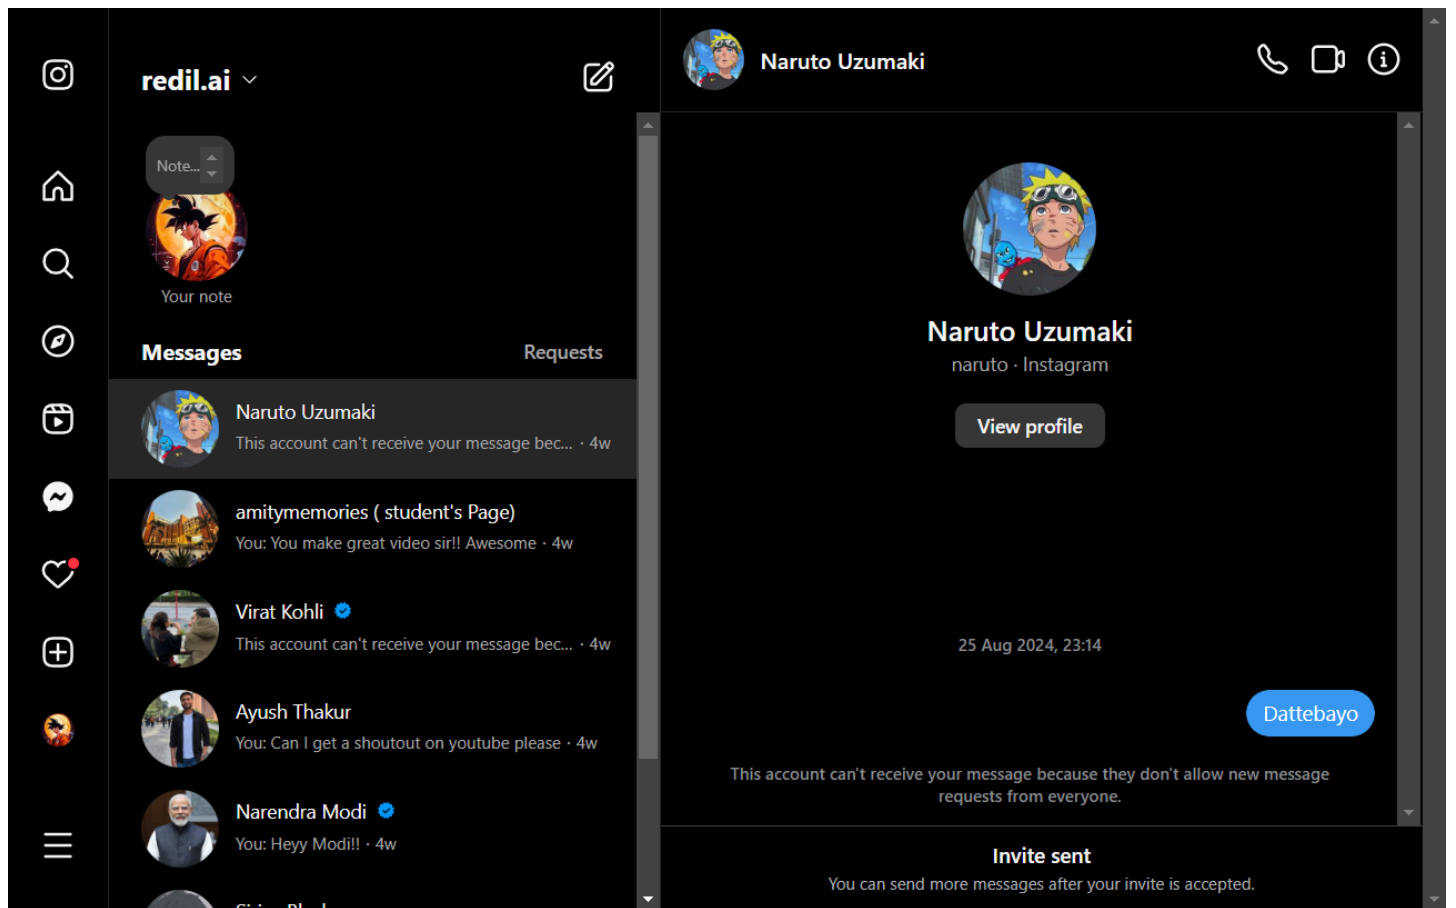 redil.ai
Note...
Your note
Messages
Requests
Naruto Uzumaki
This account can't receive your message bec... · 4w
amitymemories ( student's Page)
You: You make great video sir!! Awesome · 4w
Virat Kohli
This account can't receive your message bec... · 4w
Ayush Thakur
You: Can I get a shoutout on youtube please · 4w
Narendra Modi
You: Heyy Modi!! · 4w
Naruto Uzumaki
Naruto Uzumaki
naruto · Instagram
View profile
25 Aug 2024, 23:14
Dattebayo
This account can't receive your message because they don't allow new message
requests from everyone.
Invite sent
You can send more messages after your invite is accepted.